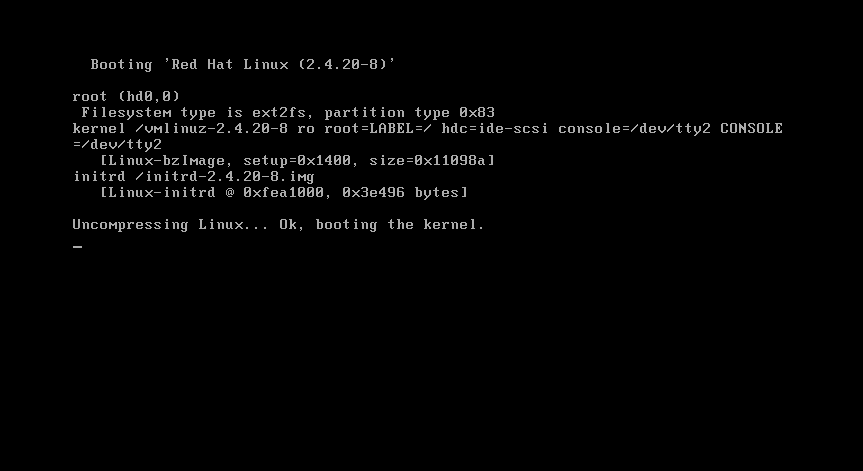 Booting 'Red Hat Linux (2.4.20-8)'
root (hd0,0)
Filesystem type is ext2fs, partition type 0x83
kernel /vmlinuz-2.4.20-8 ro root=LABEL=/ hdc=ide-scsi console=/dev/tty2 CONSOLE
=/dev/tty2
[Linux-bzImage, setup=0x1400, size=0x11098a]
initrd /initrd-2.4.20-8.img
[Linux-initrd @ 0xfea1000, 0x3e496 bytes]
Uncompressing Linux... Ok, booting the kernel.
_